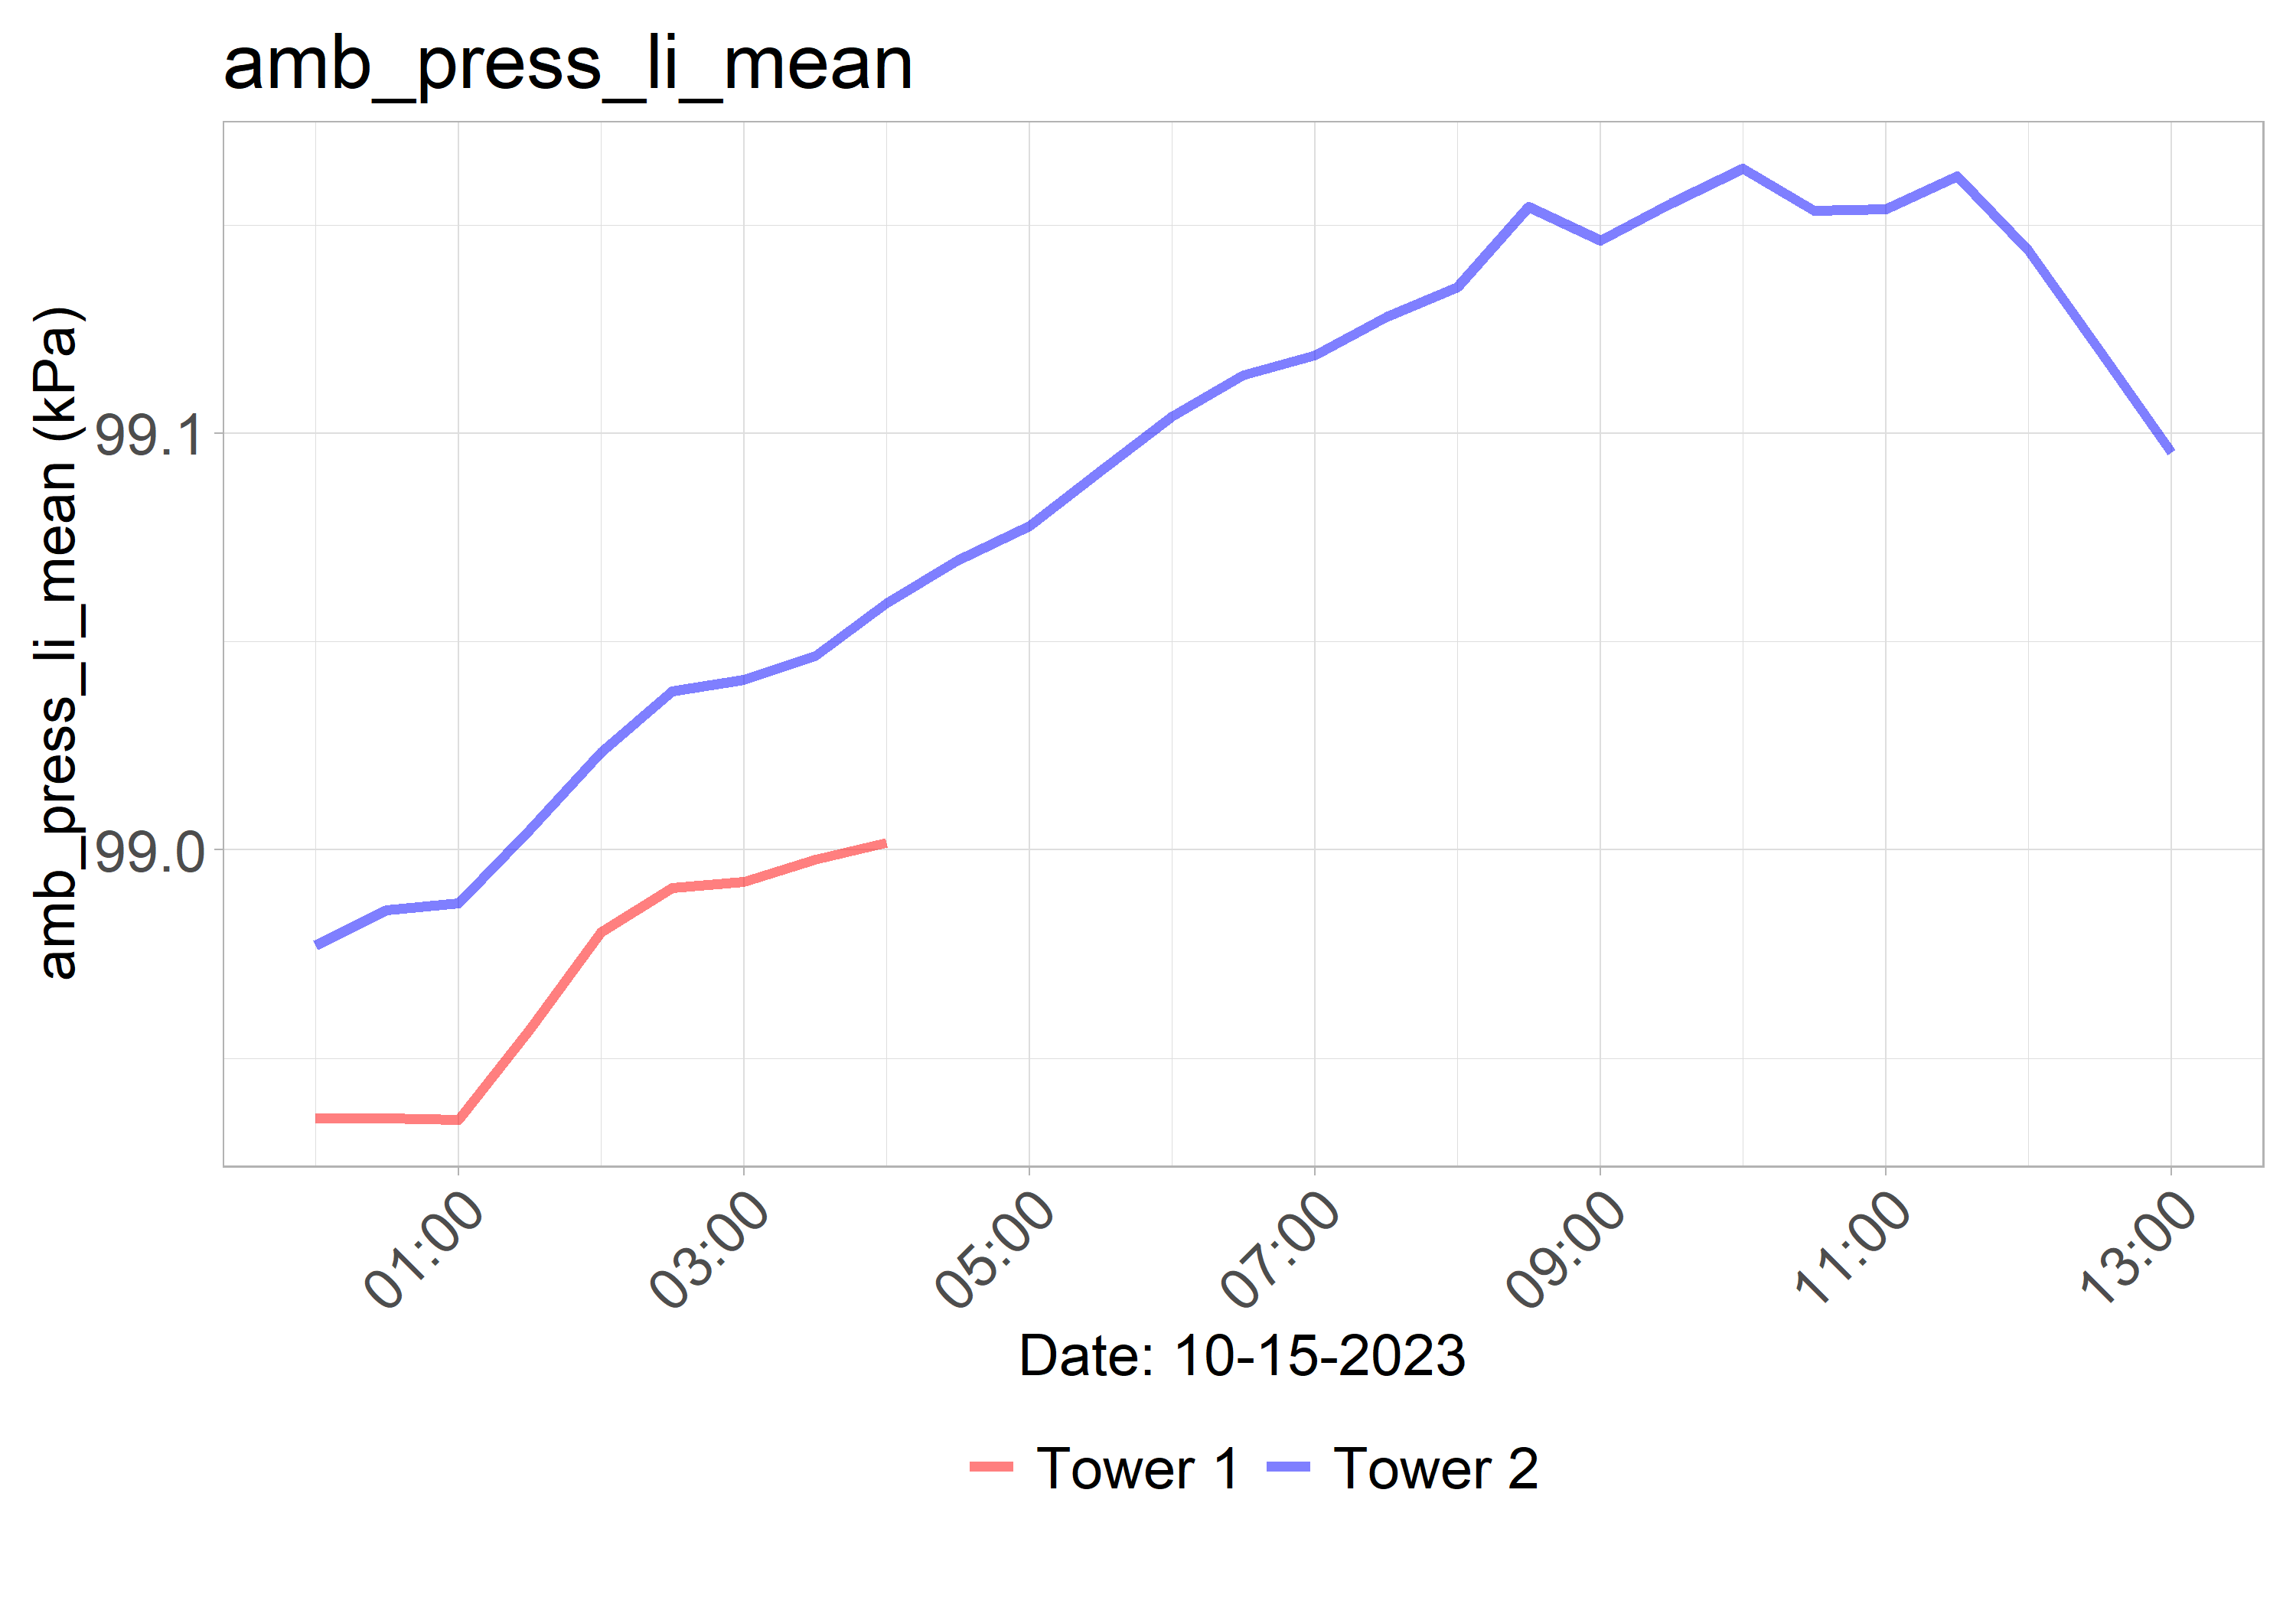 amb_press_li_mean
amb_press_li_mean (kPa)
99.1
99.0
01:00 03:00 05:00 07:00 09:00 11:00 13:00
Date: 10-15-2023
Tower 1 Tower 2